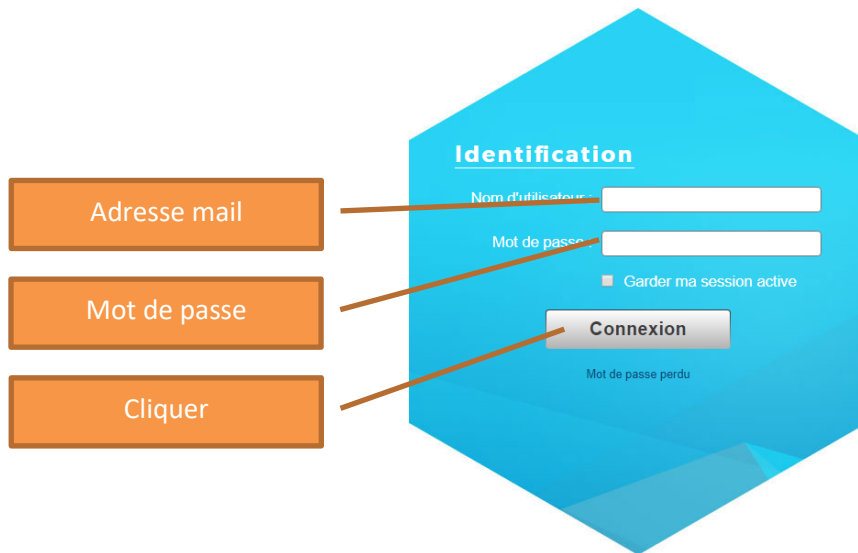 Identification
Adresse mail
Nom d'utilisateur :
Mot de passe :
Mot de passe
Garder ma session active
Connexion
Mot de passe perdu
Cliquer